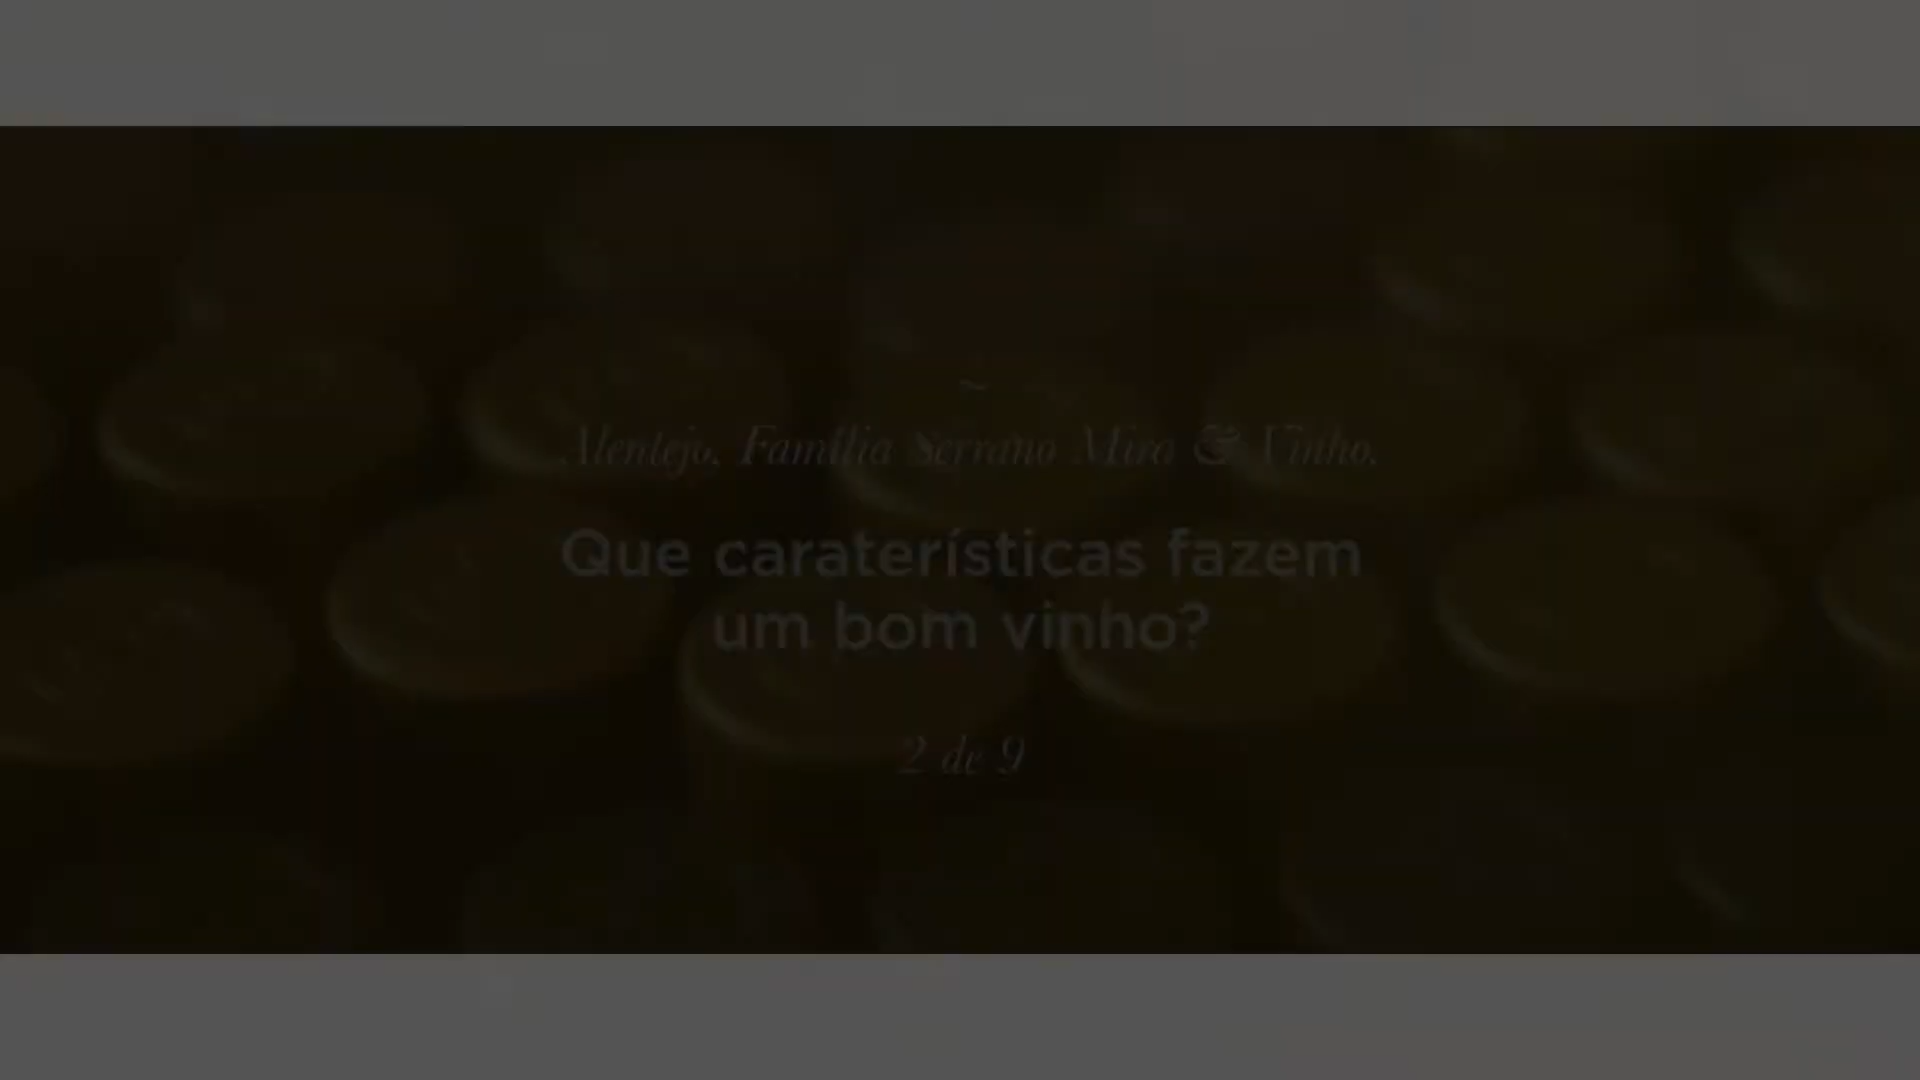 Alentejo, Família Serrano Mira & Vinho.
Que caraterísticas fazem
um bom vinho?
2 de 9